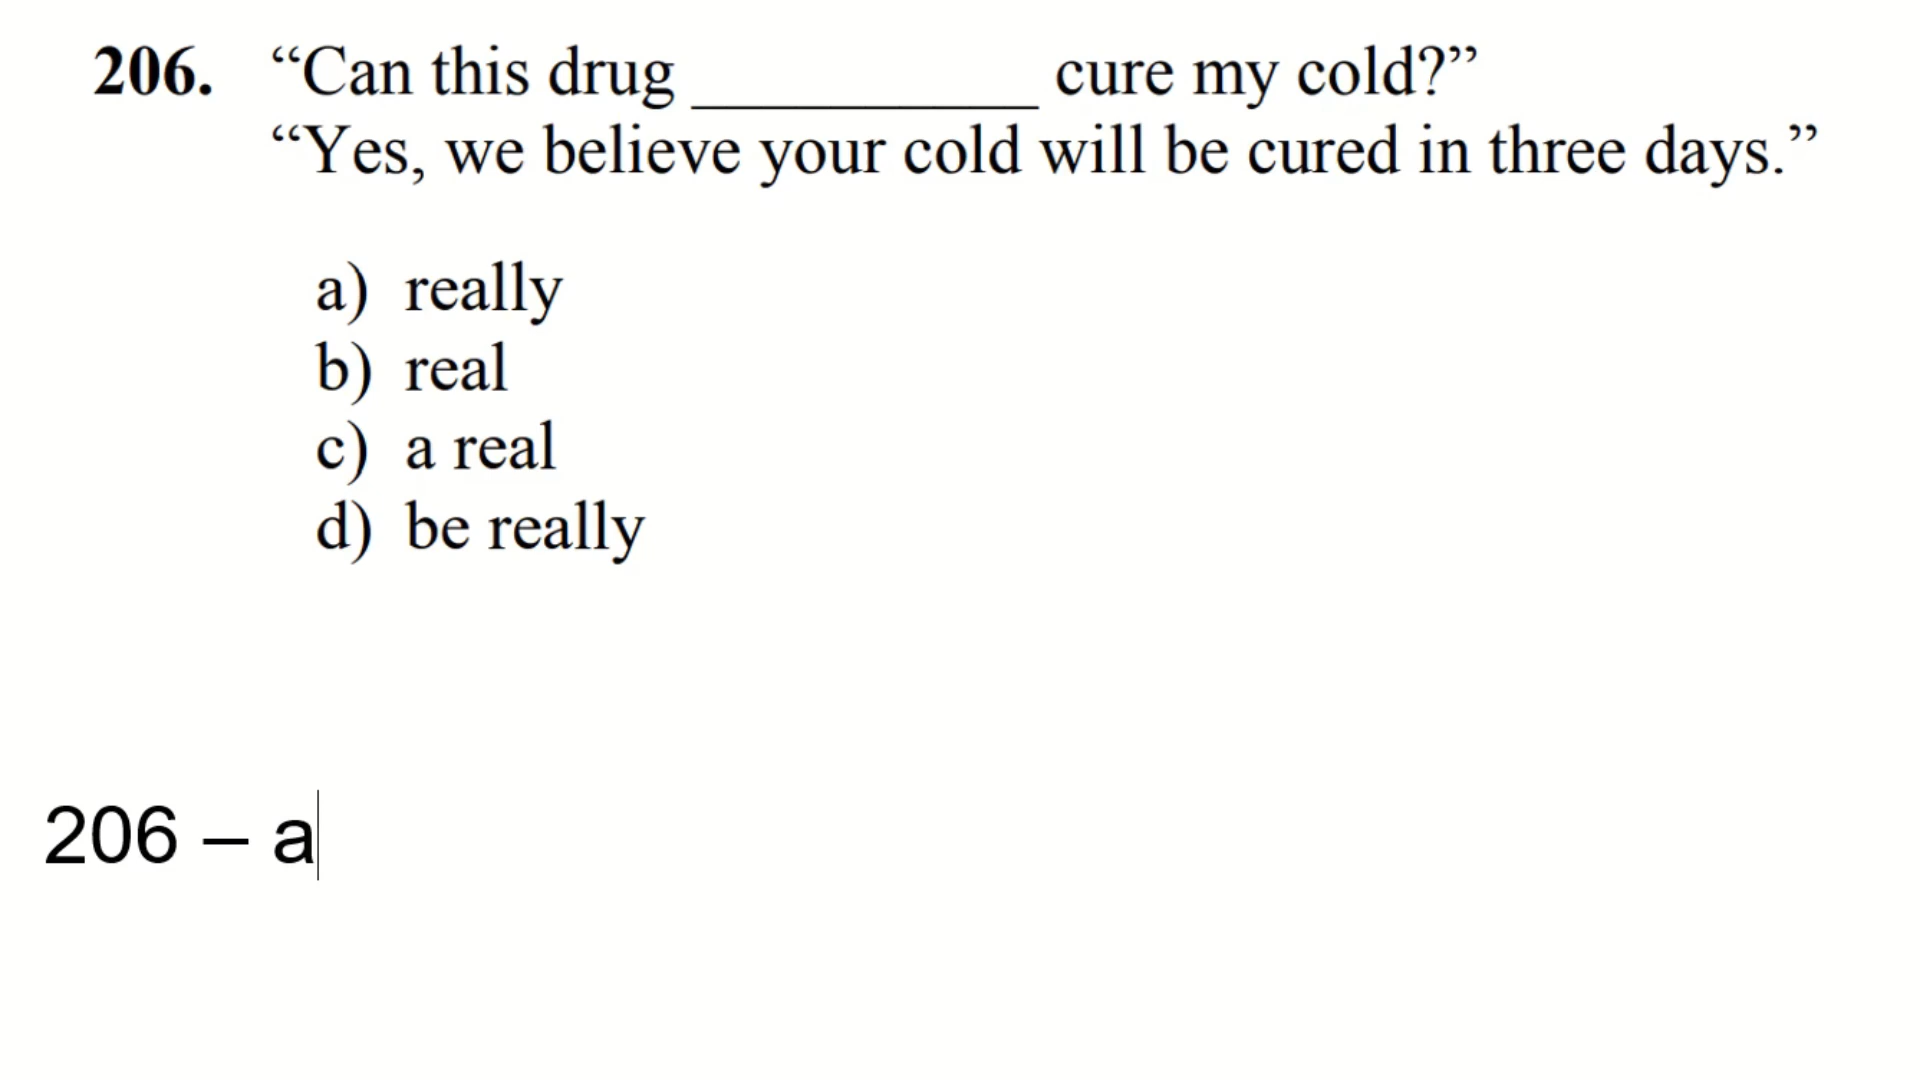 206. “Can this drug __________ cure my cold?”
“Yes, we believe your cold will be cured in three days.”
a) really
b) real
c) a real
d) be really
206 – a